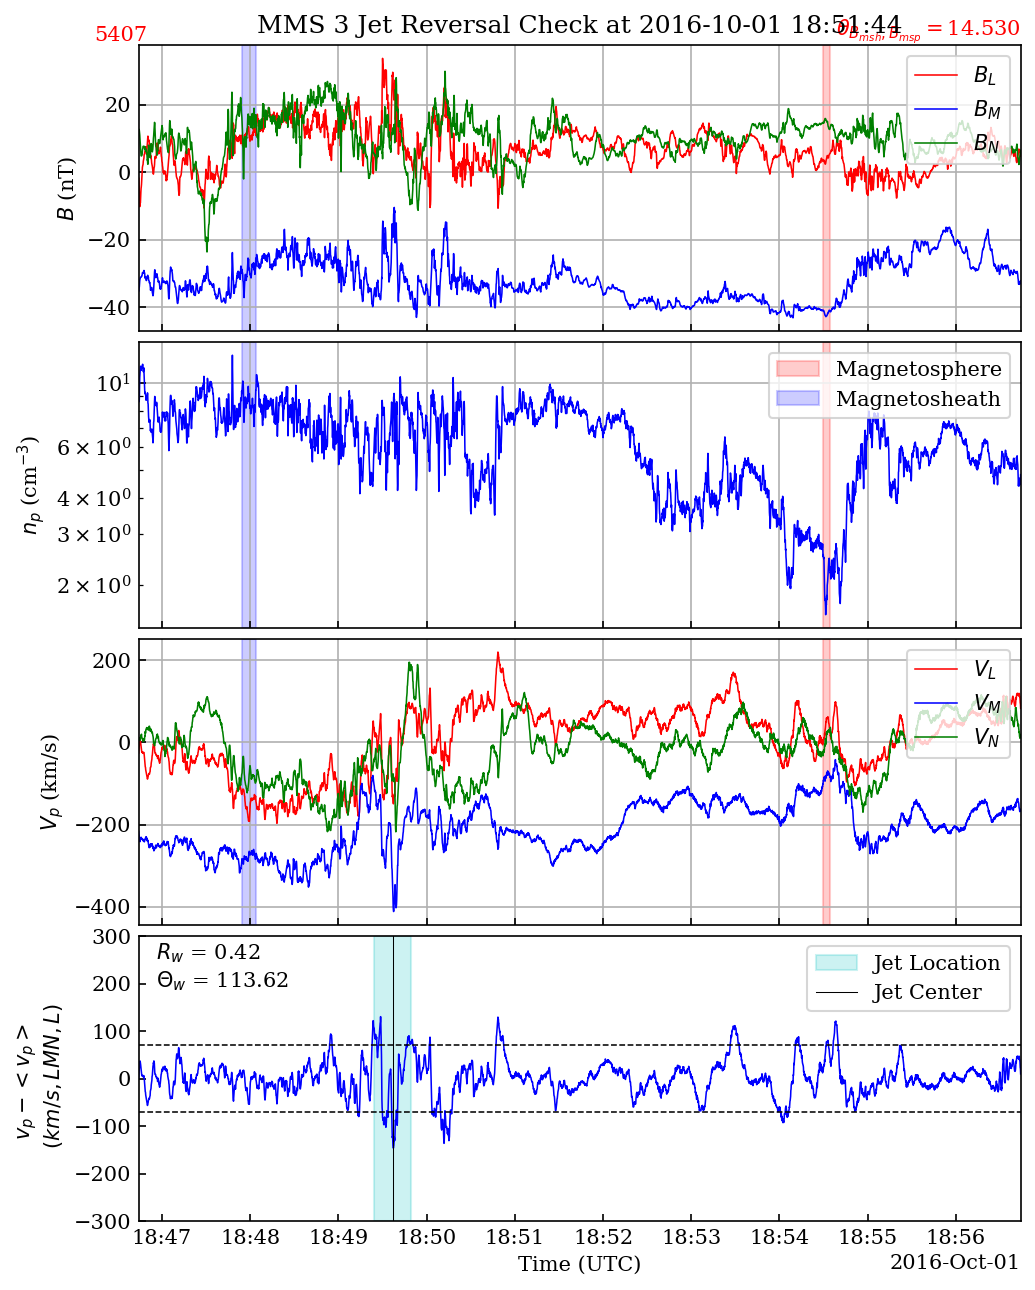 MMS 3 Jet Reversal Check at 2016-10-01 18:51:44
5407
θ_{B_{msh}, B_{msp}} = 14.530
B (nT)
20
0
−20
−40
B_L
B_M
B_N
n_p (cm^{−3})
10^1
6 × 10^0
4 × 10^0
3 × 10^0
2 × 10^0
Magnetosphere
Magnetosheath
V_p (km/s)
200
0
−200
−400
V_L
V_M
V_N
v_p − < v_p >
(km/s, LMN, L)
300
200
100
0
−100
−200
−300
R_w = 0.42
Θ_w = 113.62
Jet Location
Jet Center
18:47 18:48 18:49 18:50 18:51 18:52 18:53 18:54 18:55 18:56
Time (UTC)
2016-Oct-01